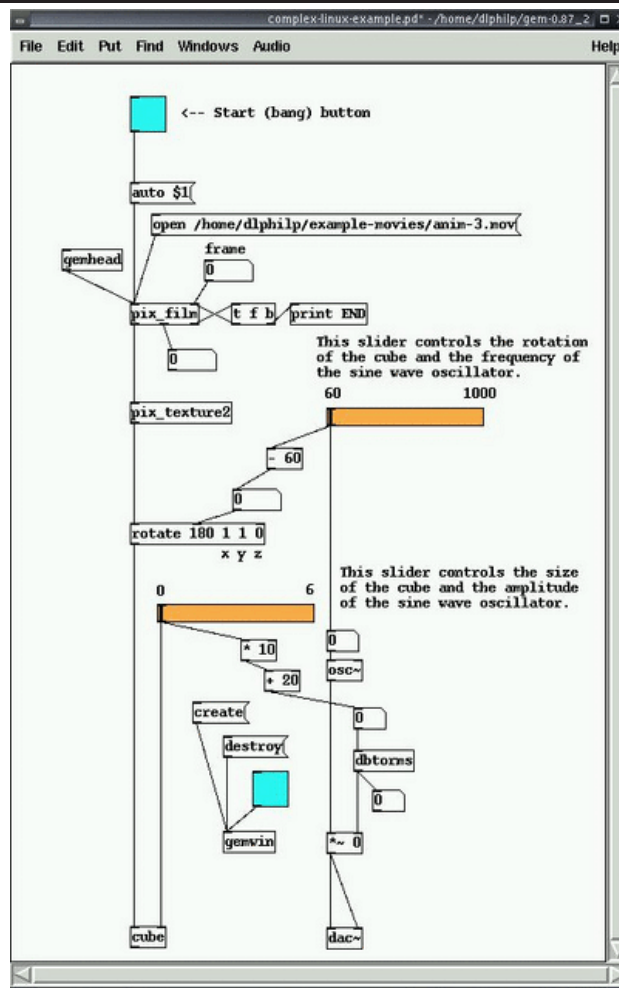 complex-linux-example.pd* - /home/dlphilp/gem-0.87_2
File Edit Put Find Windows Audio Help
<-- Start (bang) button
auto $1
open /home/dlphilp/example-movies/anim-3.mov
gemhead
frame
0
pix_film
t f b
print END
0
This slider controls the rotation
of the cube and the frequency of
the sine wave oscillator.
60 1000
pix_texture2
- 60
0
rotate 180 1 1 0
x y z
This slider controls the size
of the cube and the amplitude
of the sine wave oscillator.
0 6
0
* 10
osc~
+ 20
create
0
destroy
dbtorms
0
gemwin
*~ 0
cube
dac~